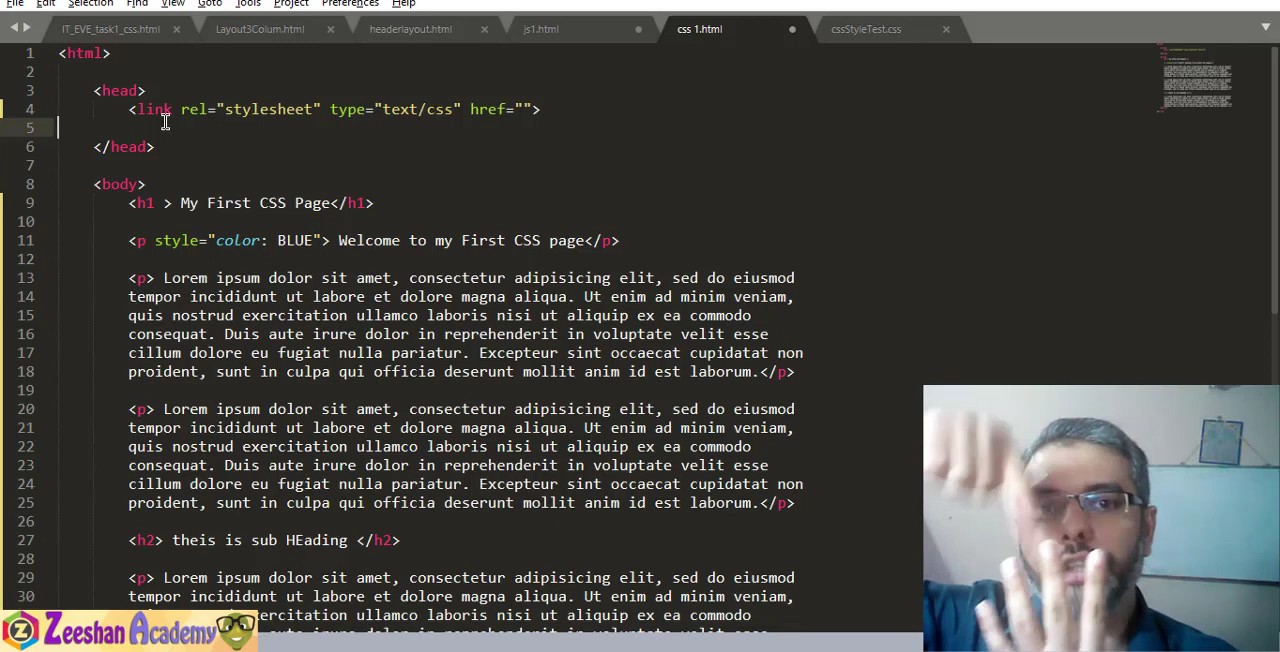 File Edit Selection Find View Goto Tools Project Preferences Help
IT_EVE_task1_css.html Layout3Colum.html headerlayout.html js1.html css 1.html cssStyleTest.css
1 <html>
2
3 <head>
4 <link rel="stylesheet" type="text/css" href="">
5
6 </head>
7
8 <body>
9 <h1 > My First CSS Page</h1>
10
11 <p style="color: BLUE"> Welcome to my First CSS page</p>
12
13 <p> Lorem ipsum dolor sit amet, consectetur adipisicing elit, sed do eiusmod
14 tempor incididunt ut labore et dolore magna aliqua. Ut enim ad minim veniam,
15 quis nostrud exercitation ullamco laboris nisi ut aliquip ex ea commodo
16 consequat. Duis aute irure dolor in reprehenderit in voluptate velit esse
17 cillum dolore eu fugiat nulla pariatur. Excepteur sint occaecat cupidatat non
18 proident, sunt in culpa qui officia deserunt mollit anim id est laborum.</p>
19
20 <p> Lorem ipsum dolor sit amet, consectetur adipisicing elit, sed do eiusmod
21 tempor incididunt ut labore et dolore magna aliqua. Ut enim ad minim veniam,
22 quis nostrud exercitation ullamco laboris nisi ut aliquip ex ea commodo
23 consequat. Duis aute irure dolor in reprehenderit in voluptate velit esse
24 cillum dolore eu fugiat nulla pariatur. Excepteur sint occaecat cupidatat non
25 proident, sunt in culpa qui officia deserunt mollit anim id est laborum.</p>
26
27 <h2> theis is sub HEading </h2>
28
29 <p> Lorem ipsum dolor sit amet, consectetur adipisicing elit, sed do eiusmod
30 tempor incididunt ut labore et dolore magna aliqua. Ut enim ad minim veniam,
exercitation ullamco laboris nisi ut aliquip ex ea commodo
Zeeshan Academy